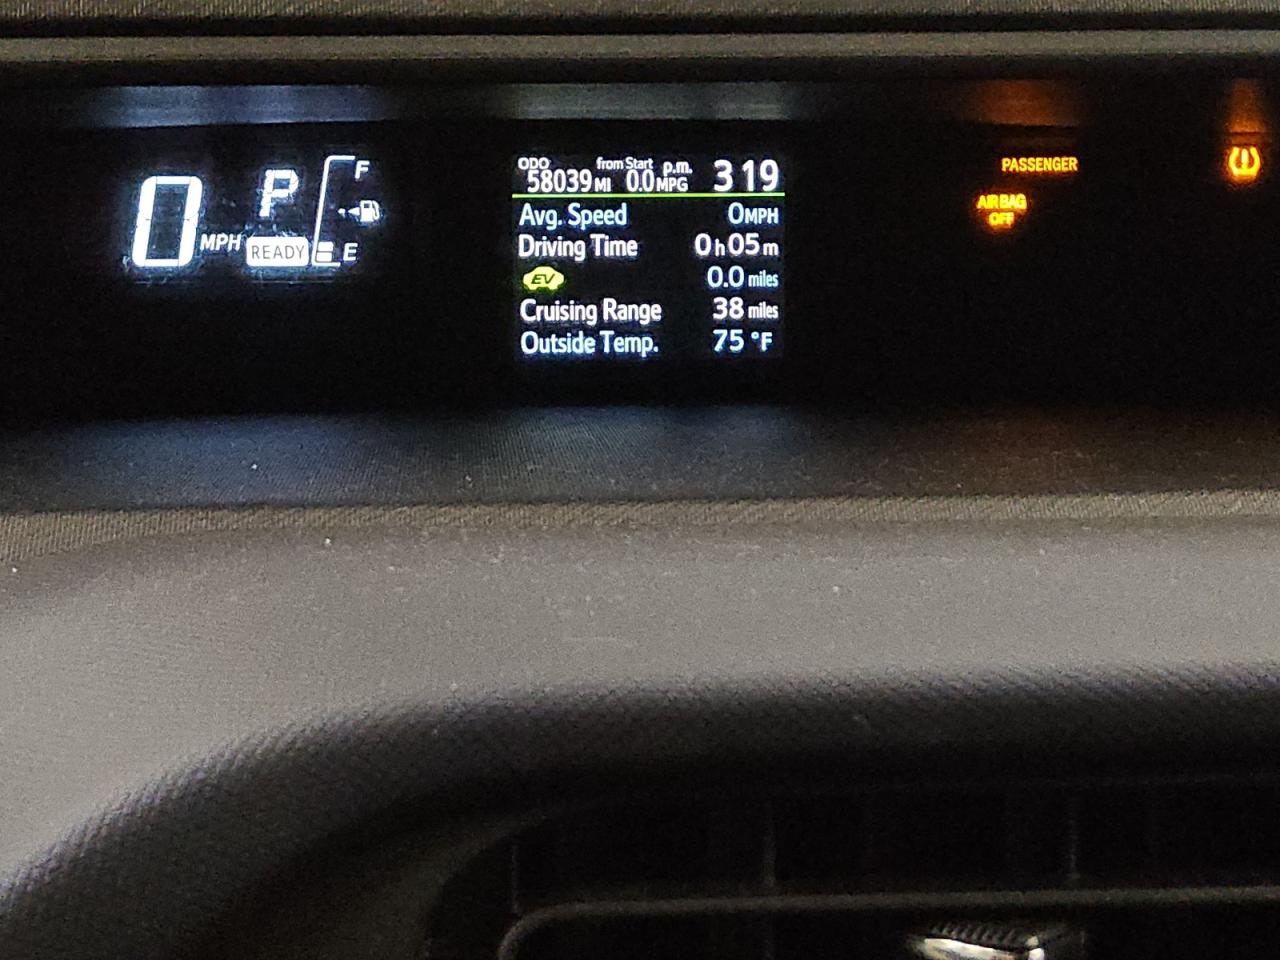 0 MPH
P
READY
F
E
ODO 58039 MI
from Start 0.0 MPG
p.m. 3 19
Avg. Speed 0 MPH
Driving Time 0 h 05 m
EV 0.0 miles
Cruising Range 38 miles
Outside Temp. 75 °F
PASSENGER
AIR BAG
OFF